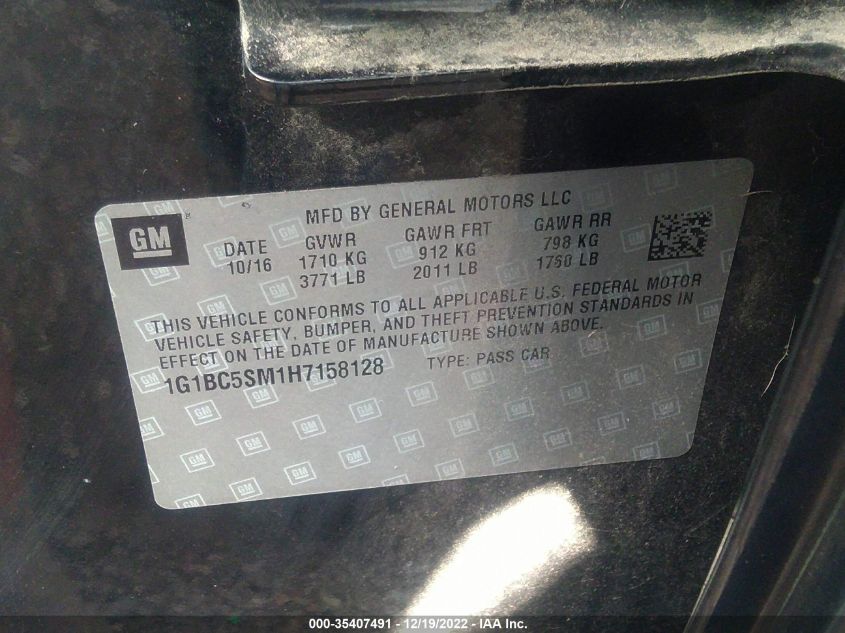 MFD BY GENERAL MOTORS LLC
GM
DATE GVWR GAWR FRT GAWR RR
10/16 1710 KG 912 KG 798 KG
3771 LB 2011 LB 1760 LB
THIS VEHICLE CONFORMS TO ALL APPLICABLE U.S. FEDERAL MOTOR
VEHICLE SAFETY, BUMPER, AND THEFT PREVENTION STANDARDS IN
EFFECT ON THE DATE OF MANUFACTURE SHOWN ABOVE.
1G1BC5SM1H7158128 TYPE: PASS CAR
000-35407491 - 12/19/2022 - IAA Inc.